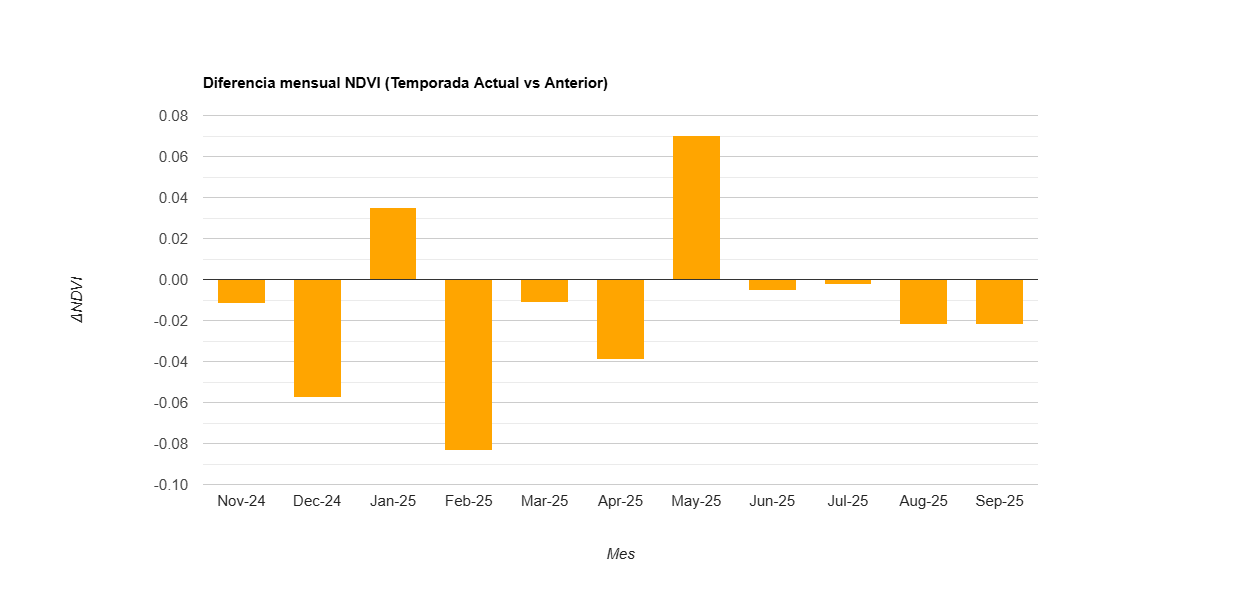 Diferencia mensual NDVI (Temporada Actual vs Anterior)
0.08
0.06
0.04
0.02
0.00
-0.02
-0.04
-0.06
-0.08
-0.10
ΔNDVI
Nov-24 Dec-24 Jan-25 Feb-25 Mar-25 Apr-25 May-25 Jun-25 Jul-25 Aug-25 Sep-25
Mes